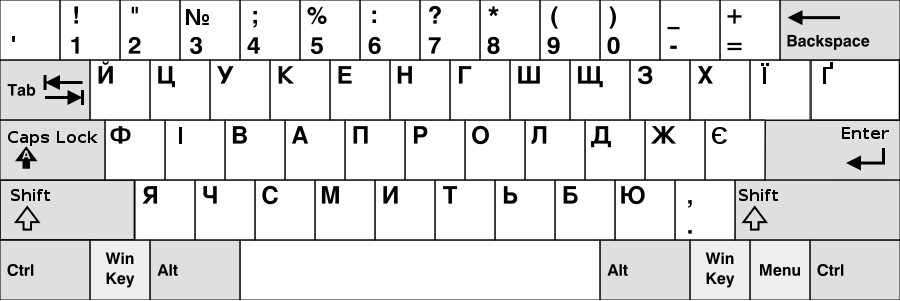 ! " № ; % : ? * ( ) _ +
' 1 2 3 4 5 6 7 8 9 0 - = Backspace
Tab Й Ц У К Е Н Г Ш Щ З Х Ї Ґ
Caps Lock Ф І В А П Р О Л Д Ж Є Enter
A
Shift Я Ч С М И Т Ь Б Ю , Shift
.
Ctrl Win Key Alt Alt Win Key Menu Ctrl